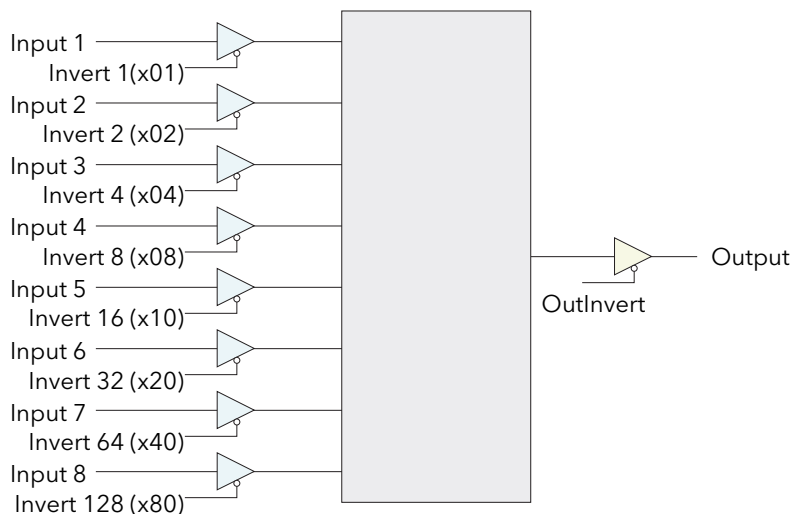 Input 1
Invert 1(x01)
Input 2
Invert 2 (x02)
Input 3
Invert 4 (x04)
Input 4
Invert 8 (x08)
Input 5
Invert 16 (x10)
Input 6
Invert 32 (x20)
Input 7
Invert 64 (x40)
Input 8
Invert 128 (x80)
Output
OutInvert